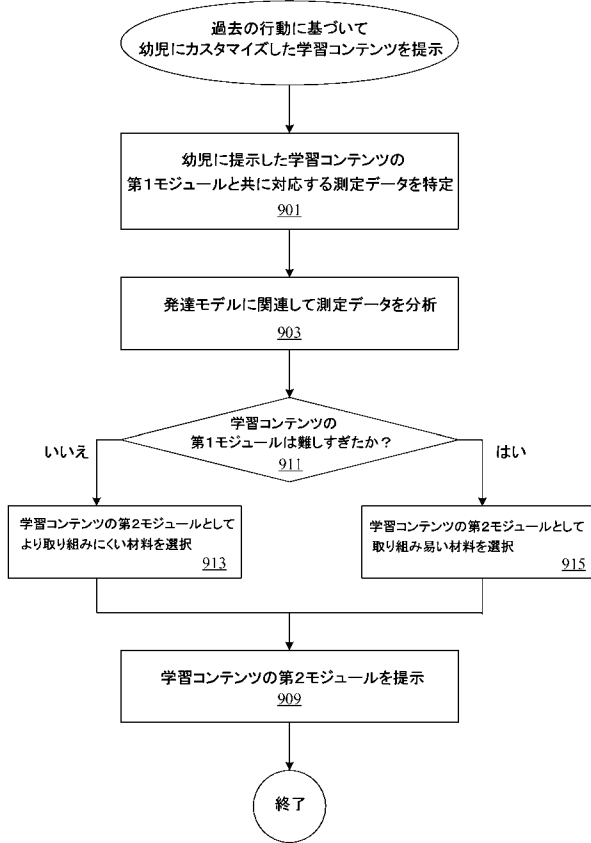 過去の行動に基づいて
幼児にカスタマイズした学習コンテンツを提示
幼児に提示した学習コンテンツの
第1モジュールと共に対応する測定データを特定
901
発達モデルに関連して測定データを分析
903
学習コンテンツの
第1モジュールは難しすぎたか？
911
いいえ
はい
学習コンテンツの第2モジュールとして
より取り組みにくい材料を選択
913
学習コンテンツの第2モジュールとして
取り組み易い材料を選択
915
学習コンテンツの第2モジュールを提示
909
終了